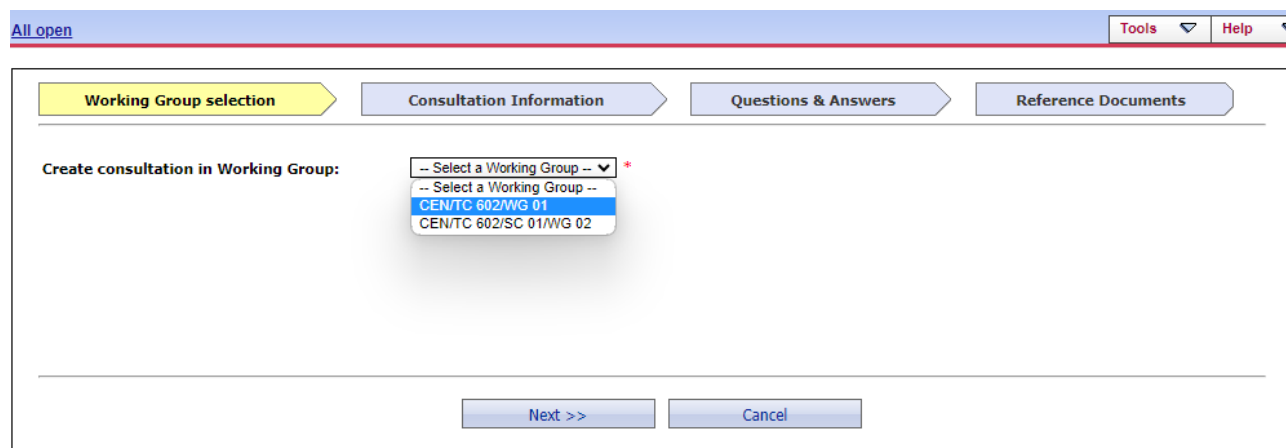 All open
Tools
Help
Working Group selection
Consultation Information
Questions & Answers
Reference Documents
Create consultation in Working Group:
-- Select a Working Group -- *
-- Select a Working Group --
CEN/TC 602/WG 01
CEN/TC 602/SC 01/WG 02
Next >>
Cancel